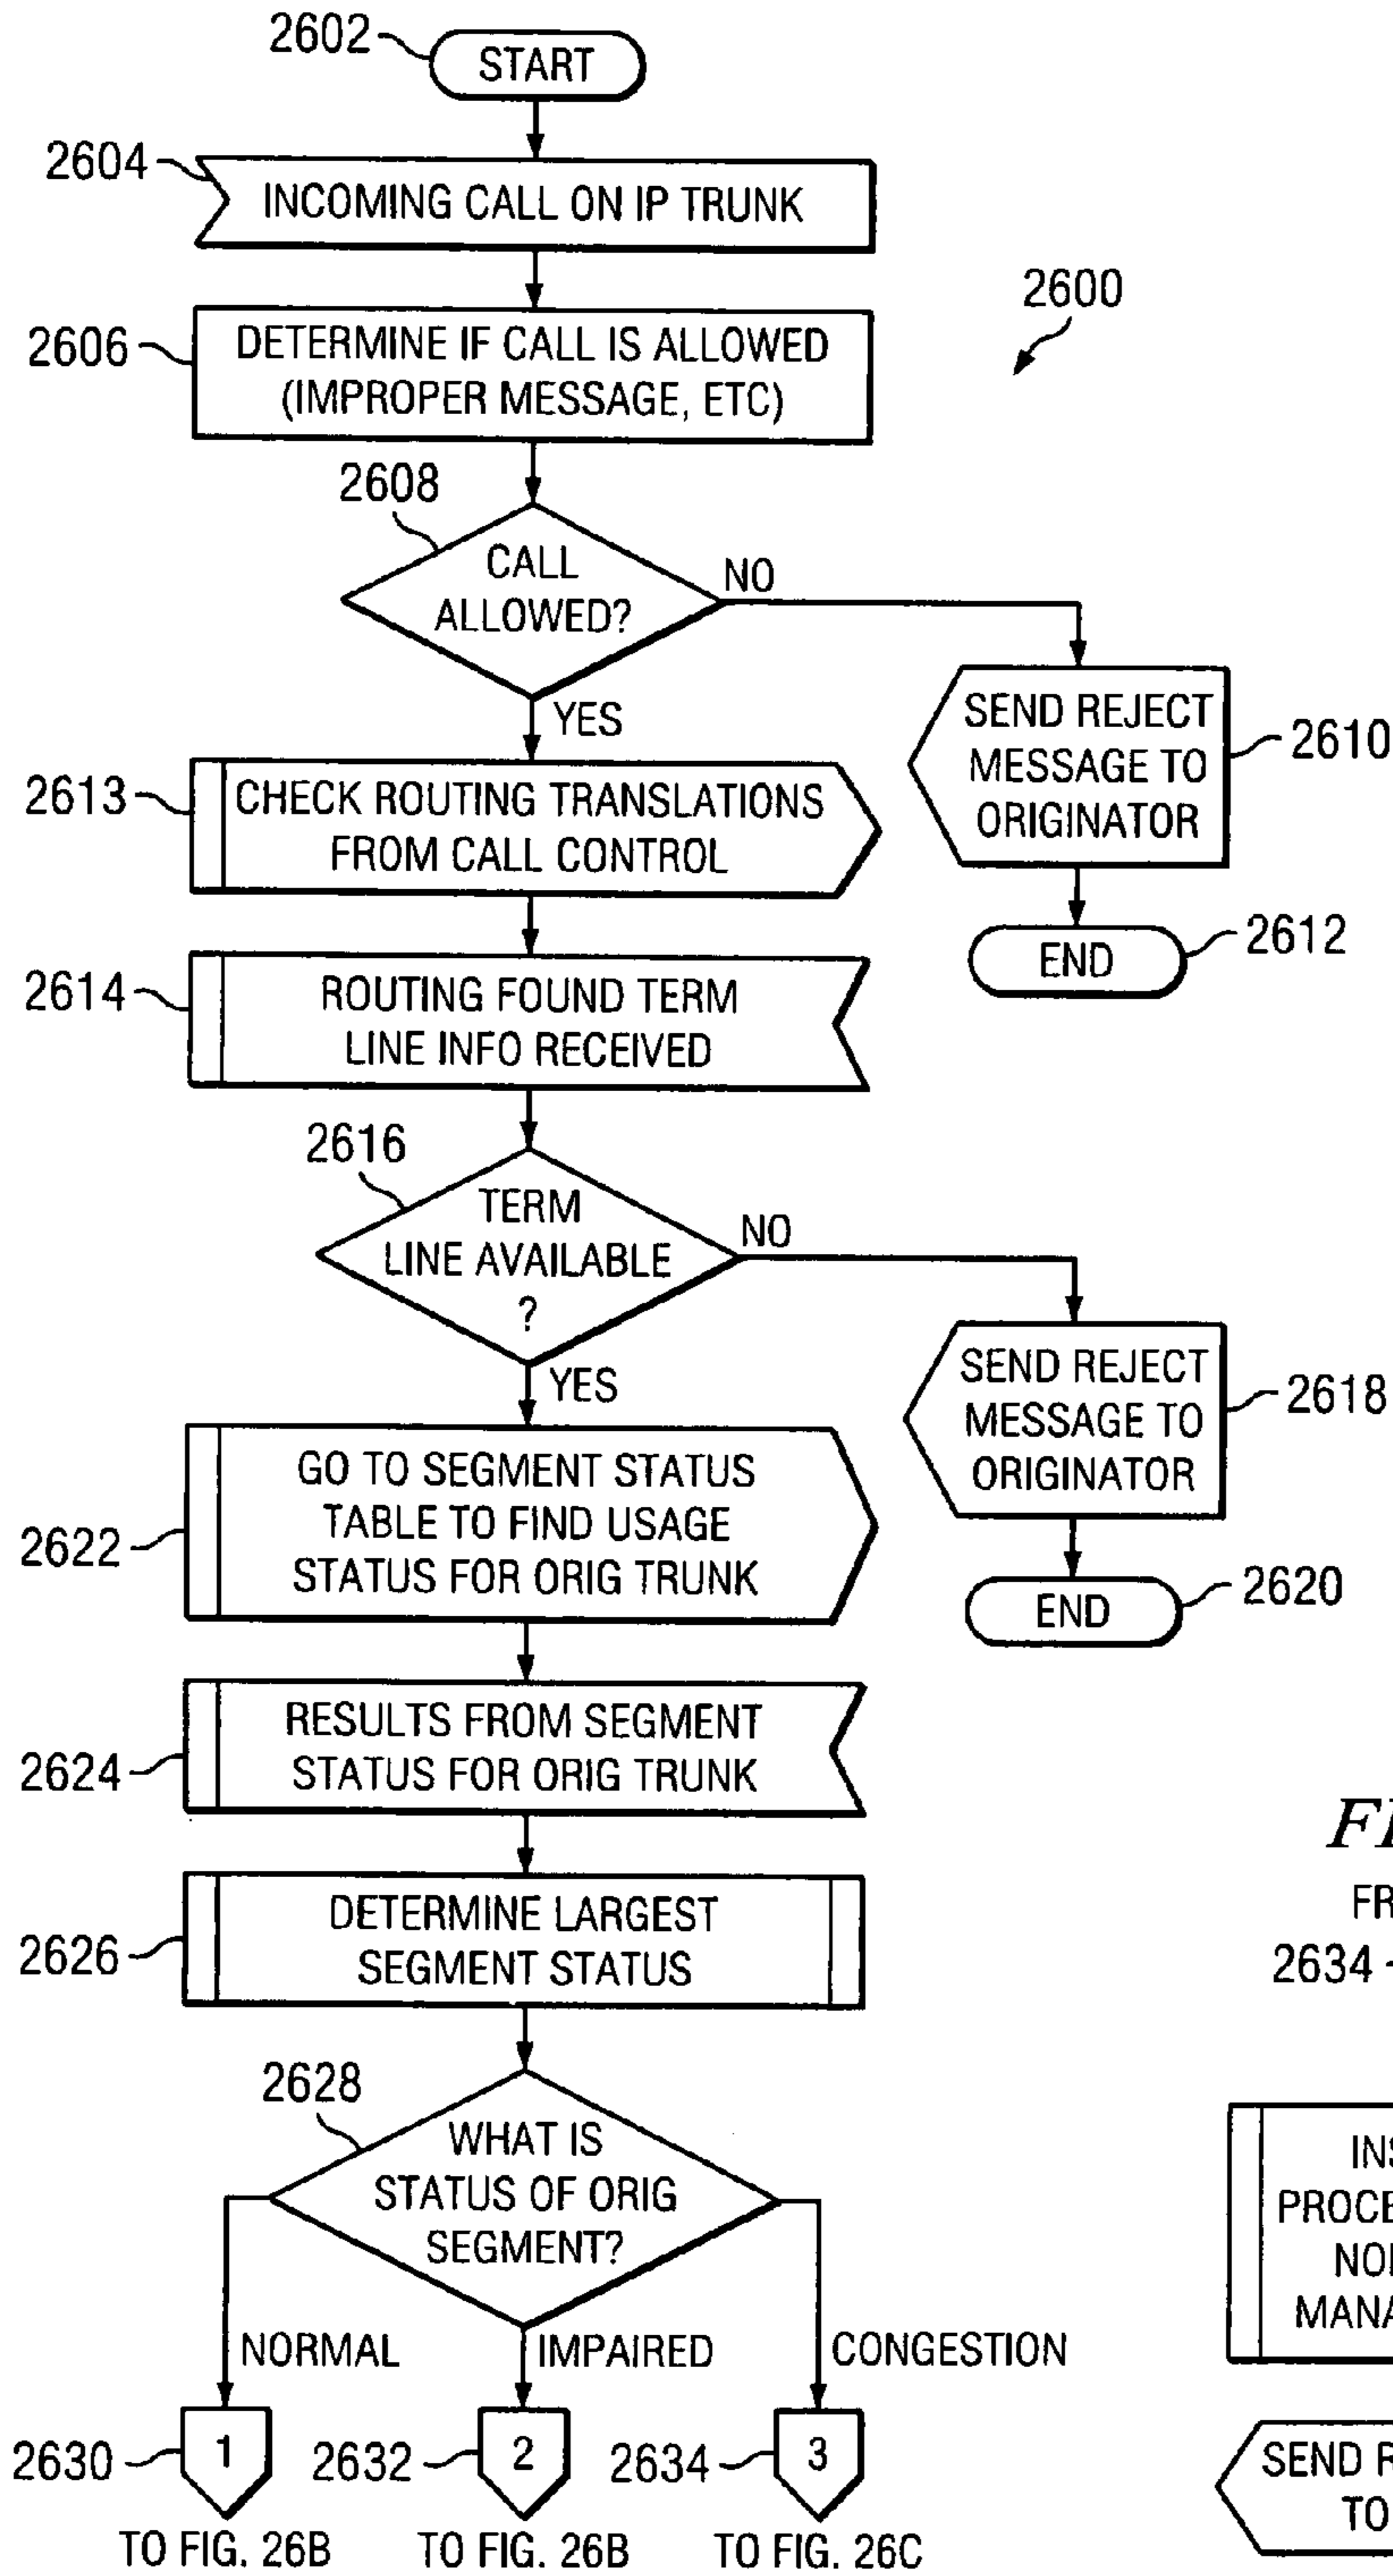 2602
START
2604
INCOMING CALL ON IP TRUNK
2600
2606
DETERMINE IF CALL IS ALLOWED
(IMPROPER MESSAGE, ETC)
2608
CALL
ALLOWED?
NO
YES
SEND REJECT
MESSAGE TO
ORIGINATOR
2610
END
2612
2613
CHECK ROUTING TRANSLATIONS
FROM CALL CONTROL
2614
ROUTING FOUND TERM
LINE INFO RECEIVED
2616
TERM
LINE AVAILABLE
?
NO
YES
SEND REJECT
MESSAGE TO
ORIGINATOR
2618
END
2620
2622
GO TO SEGMENT STATUS
TABLE TO FIND USAGE
STATUS FOR ORIG TRUNK
2624
RESULTS FROM SEGMENT
STATUS FOR ORIG TRUNK
2626
DETERMINE LARGEST
SEGMENT STATUS
2628
WHAT IS
STATUS OF ORIG
SEGMENT?
NORMAL
IMPAIRED
CONGESTION
2630
1
2632
2
2634
3
TO FIG. 26B
TO FIG. 26B
TO FIG. 26C
2634
SEND
TO